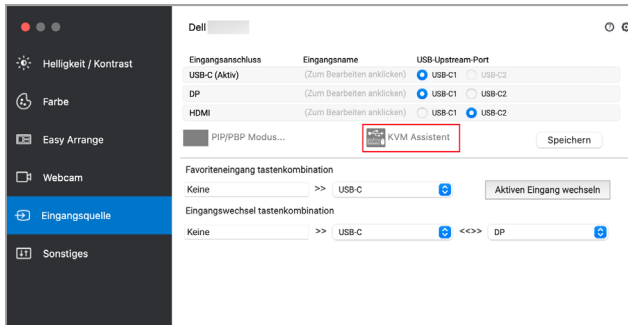 Dell
Helligkeit / Kontrast
Farbe
Easy Arrange
Webcam
Eingangsquelle
Sonstiges
Eingangsanschluss Eingangsname USB-Upstream-Port
USB-C (Aktiv) (Zum Bearbeiten anklicken) USB-C1 USB-C2
DP (Zum Bearbeiten anklicken) USB-C1 USB-C2
HDMI (Zum Bearbeiten anklicken) USB-C1 USB-C2
PIP/PBP Modus... KVM Assistent Speichern
Favoriteneingang tastenkombination
Keine >> USB-C Aktiven Eingang wechseln
Eingangswechsel tastenkombination
Keine >> USB-C <<>> DP